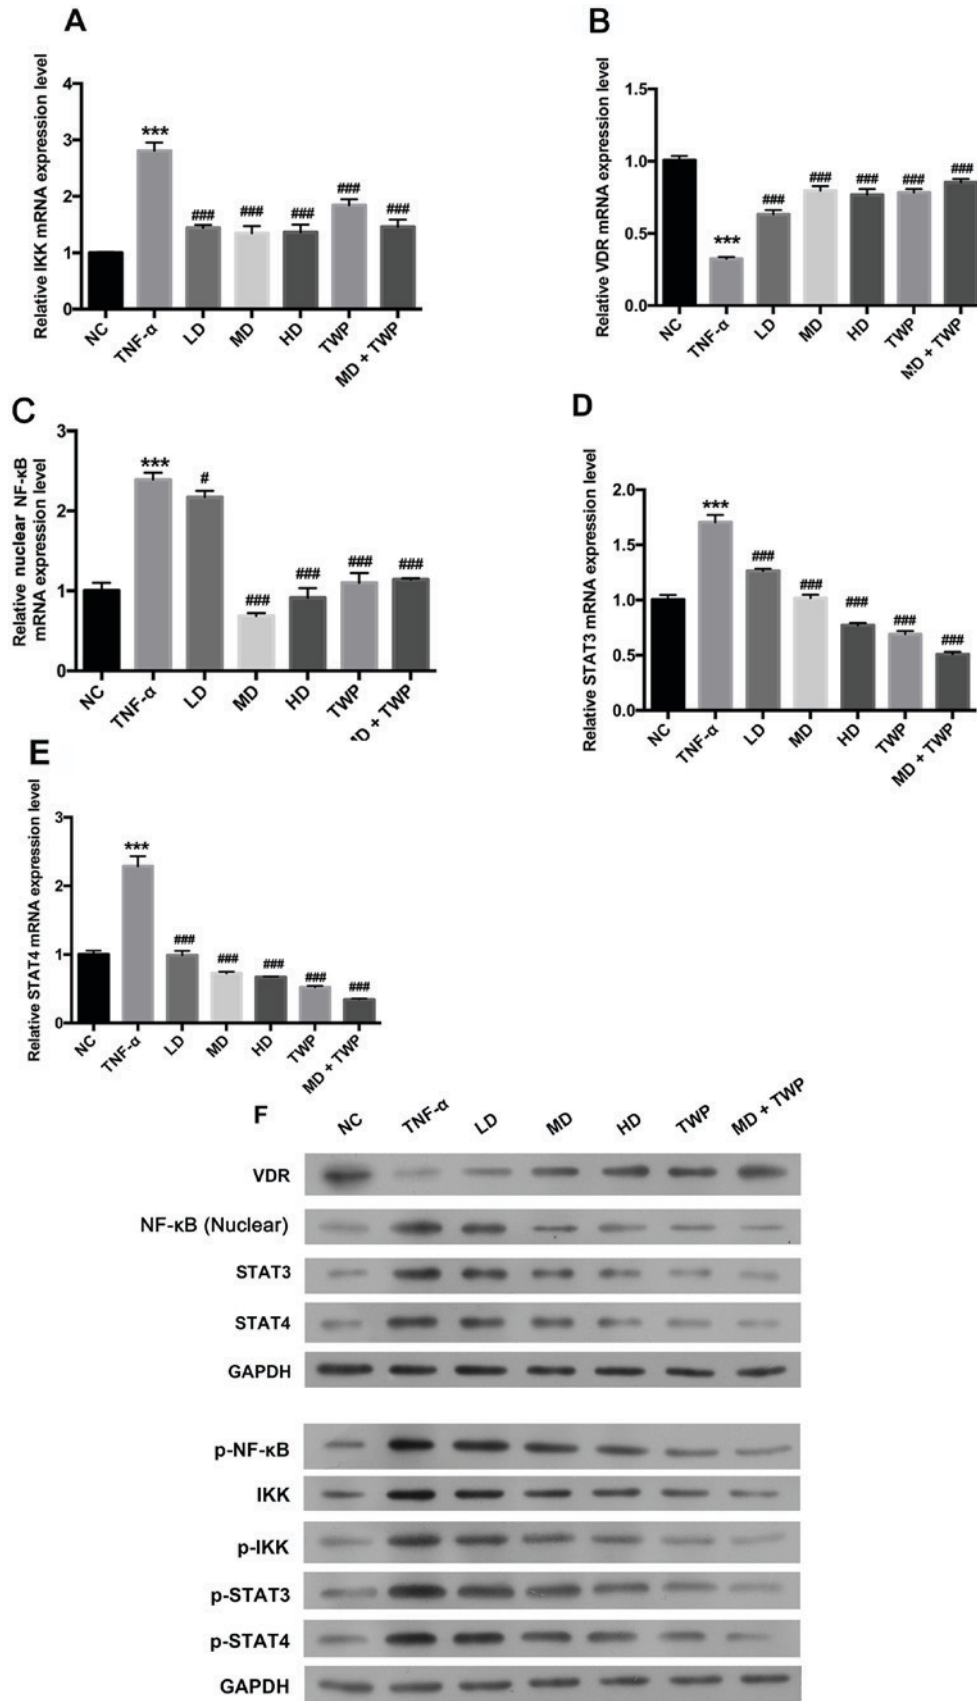 A
Relative IKK mRNA expression level
4
3
2
1
0
***
###
###
###
###
###
NC
TNF-α
LD
MD
HD
TWP
MD + TWP
B
Relative VDR mRNA expression level
1.5
1.0
0.5
0.0
***
###
###
###
###
###
NC
TNF-α
LD
MD
HD
TWP
MD + TWP
C
Relative nuclear NF-κB
mRNA expression level
3
2
1
0
***
#
###
###
###
###
NC
TNF-α
LD
MD
HD
TWP
MD + TWP
D
Relative STAT3 mRNA expression level
2.0
1.5
1.0
0.5
0.0
***
###
###
###
###
###
NC
TNF-α
LD
MD
HD
TWP
MD + TWP
E
Relative STAT4 mRNA expression level
3
2
1
0
***
###
###
###
###
###
NC
TNF-α
LD
MD
HD
TWP
MD + TWP
F
NC TNF-α LD MD HD TWP MD + TWP
VDR
NF-κB (Nuclear)
STAT3
STAT4
GAPDH
p-NF-κB
IKK
p-IKK
p-STAT3
p-STAT4
GAPDH